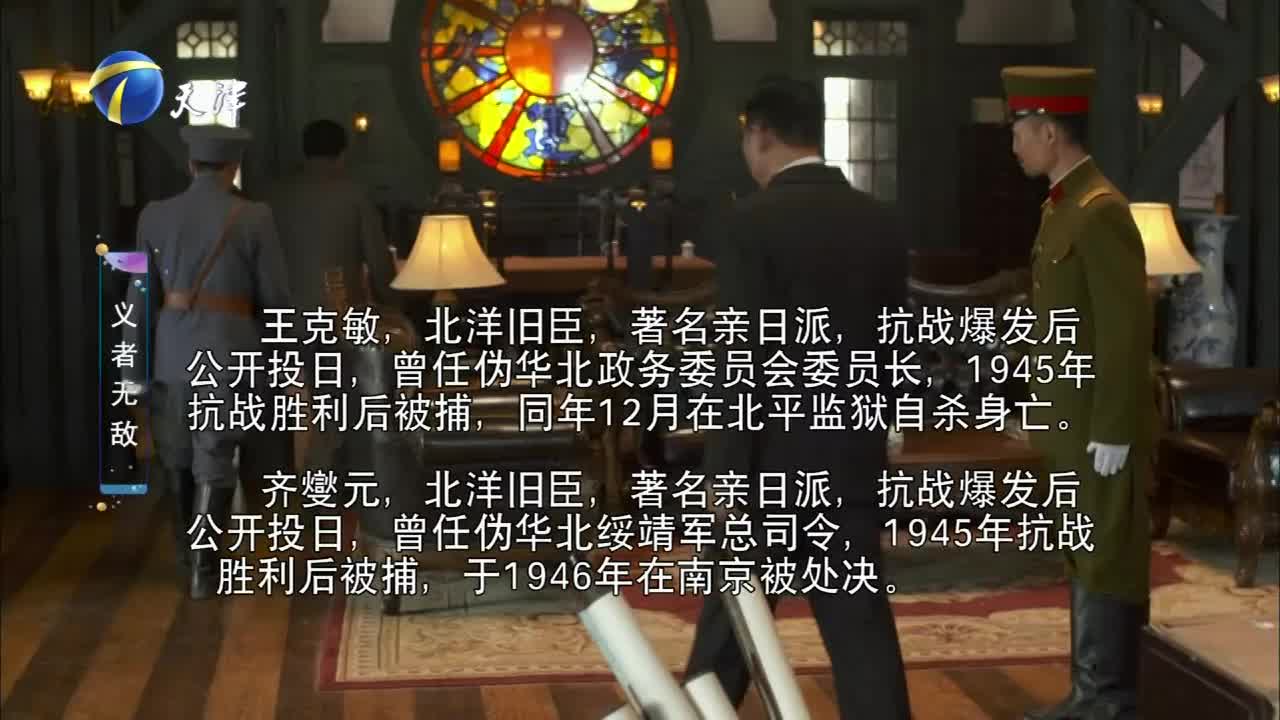 天津
义者无敌
王克敏，北洋旧臣，著名亲日派，抗战爆发后
公开投日，曾任伪华北政务委员会委员长，1945年
抗战胜利后被捕，同年12月在北平监狱自杀身亡。
齐燮元，北洋旧臣，著名亲日派，抗战爆发后
公开投日，曾任伪华北绥靖军总司令，1945年抗战
胜利后被捕，于1946年在南京被处决。